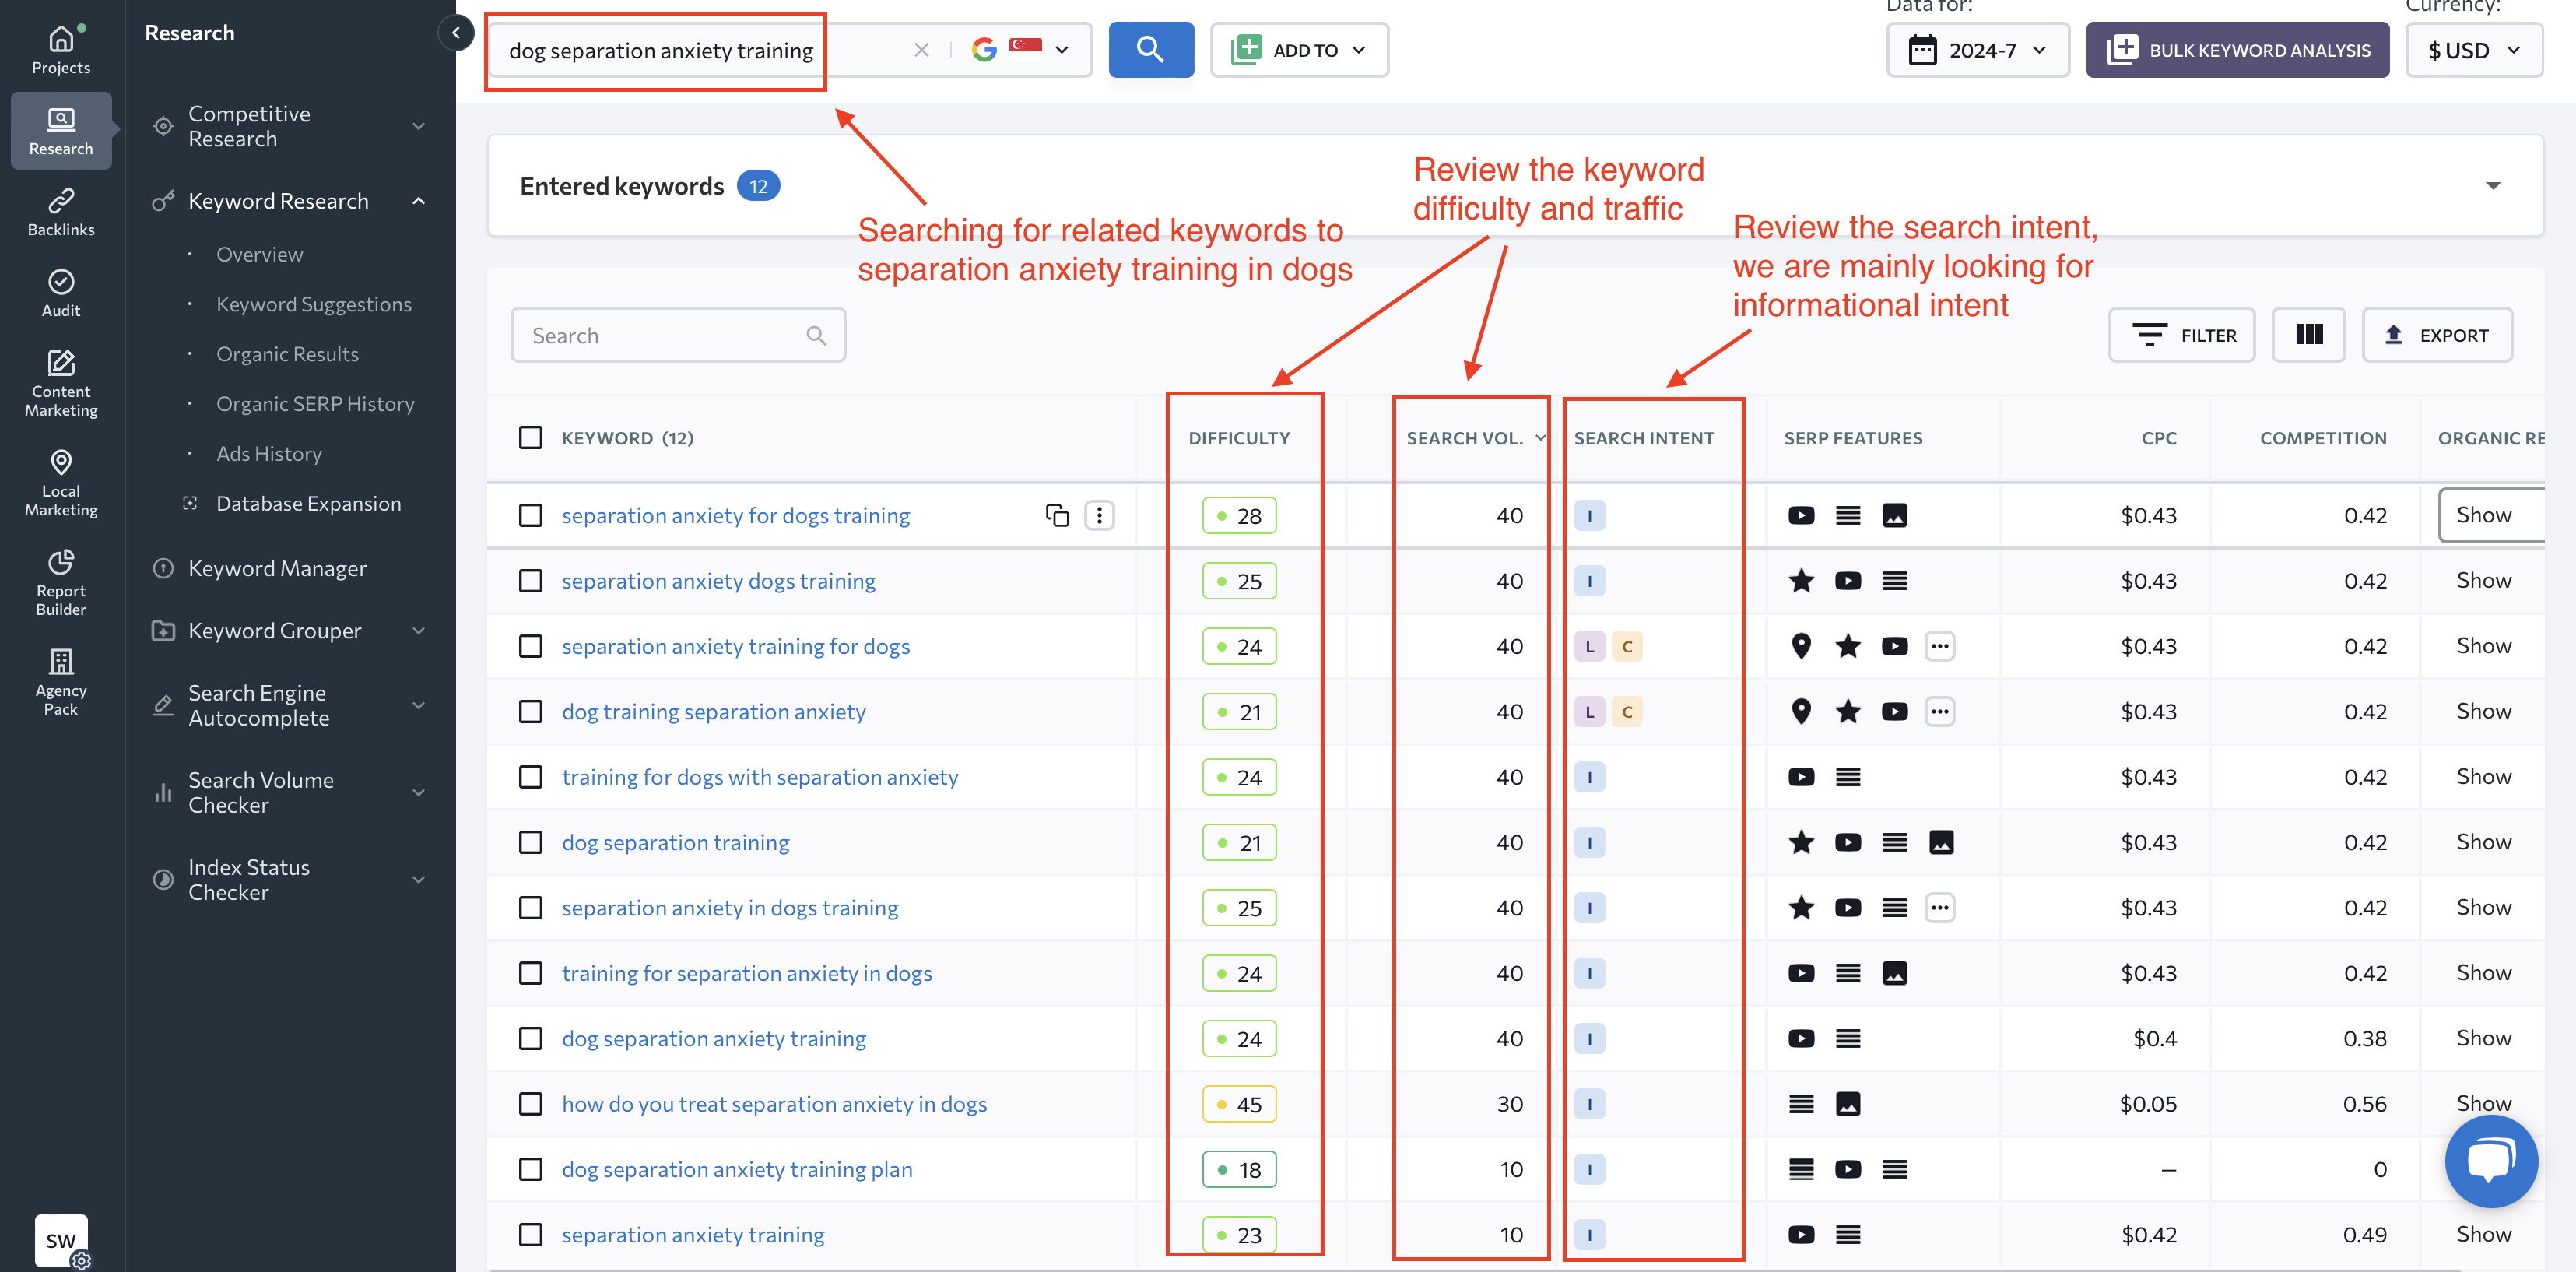 Projects
Research
Backlinks
Audit
Content
Marketing
Local
Marketing
Report
Builder
Agency
Pack
SW
Research
Competitive
Research
Keyword Research
Overview
Keyword Suggestions
Organic Results
Organic SERP History
Ads History
Database Expansion
Keyword Manager
Keyword Grouper
Search Engine
Autocomplete
Search Volume
Checker
Index Status
Checker
dog separation anxiety training
ADD TO
Data for:
2024-7
BULK KEYWORD ANALYSIS
Currency:
$ USD
Entered keywords 12
Searching for related keywords to
separation anxiety training in dogs
Review the keyword
difficulty and traffic
Review the search intent,
we are mainly looking for
informational intent
Search
FILTER
EXPORT
KEYWORD (12) DIFFICULTY SEARCH VOL. SEARCH INTENT SERP FEATURES CPC COMPETITION ORGANIC RE
separation anxiety for dogs training 28 40 I $0.43 0.42 Show
separation anxiety dogs training 25 40 I $0.43 0.42 Show
separation anxiety training for dogs 24 40 L C $0.43 0.42 Show
dog training separation anxiety 21 40 L C $0.43 0.42 Show
training for dogs with separation anxiety 24 40 I $0.43 0.42 Show
dog separation training 21 40 I $0.43 0.42 Show
separation anxiety in dogs training 25 40 I $0.43 0.42 Show
training for separation anxiety in dogs 24 40 I $0.43 0.42 Show
dog separation anxiety training 24 40 I $0.4 0.38 Show
how do you treat separation anxiety in dogs 45 30 I $0.05 0.56 Show
dog separation anxiety training plan 18 10 I – 0
separation anxiety training 23 10 I $0.42 0.49 Show